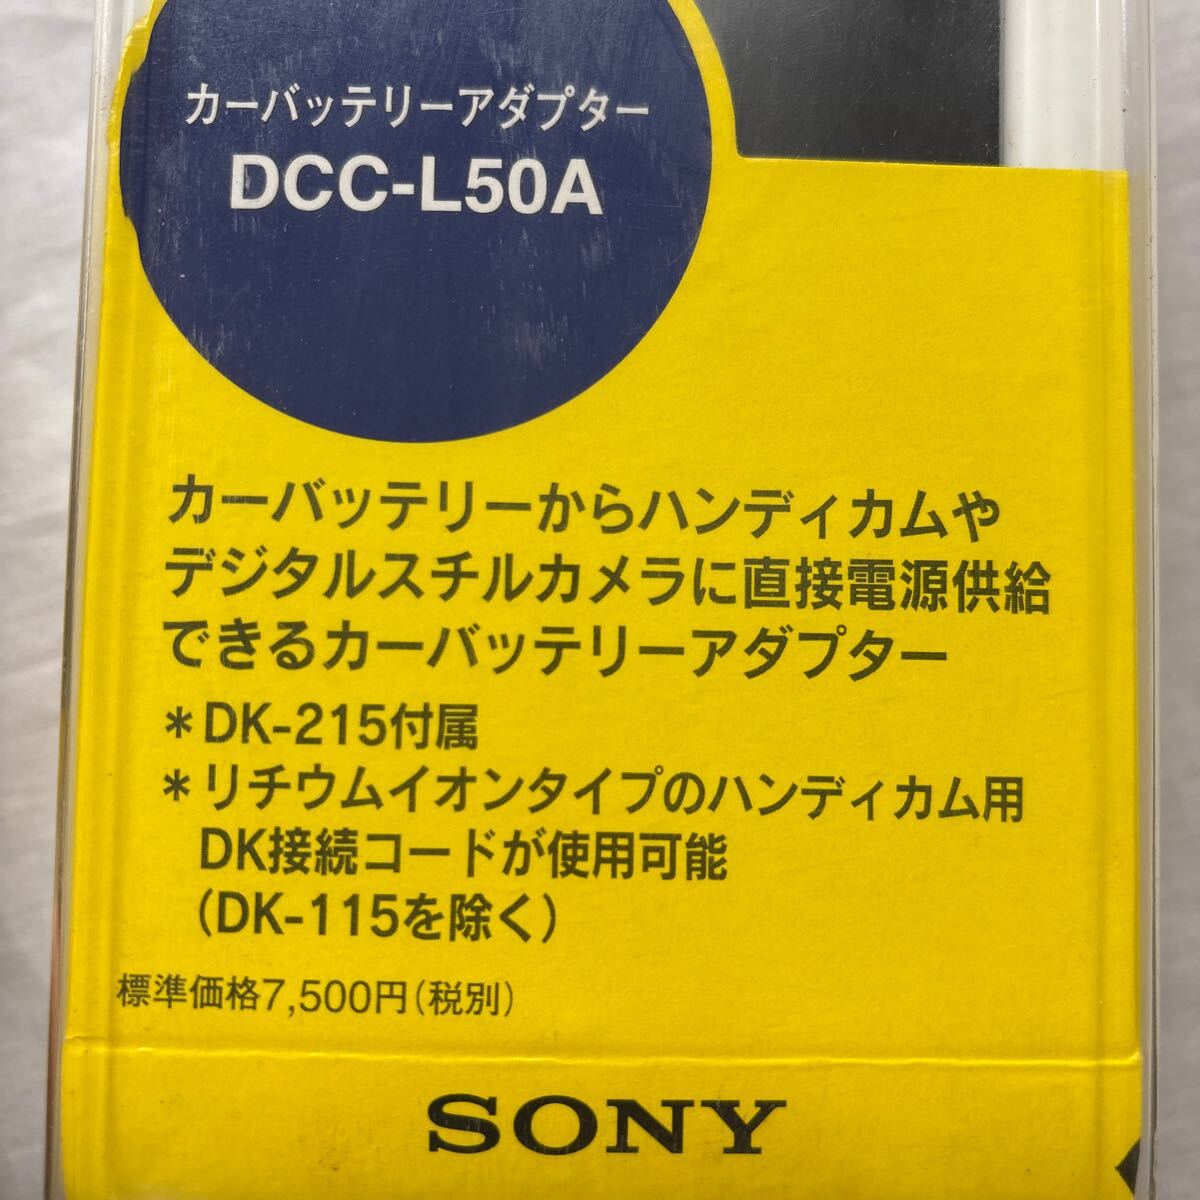 カーバッテリーアダプター
DCC-L50A
カーバッテリーからハンディカムや
デジタルスチルカメラに直接電源供給
できるカーバッテリーアダプター
＊DK-215付属
＊リチウムイオンタイプのハンディカム用
DK接続コードが使用可能
（DK-115を除く）
標準価格7,500円（税別）
SONY